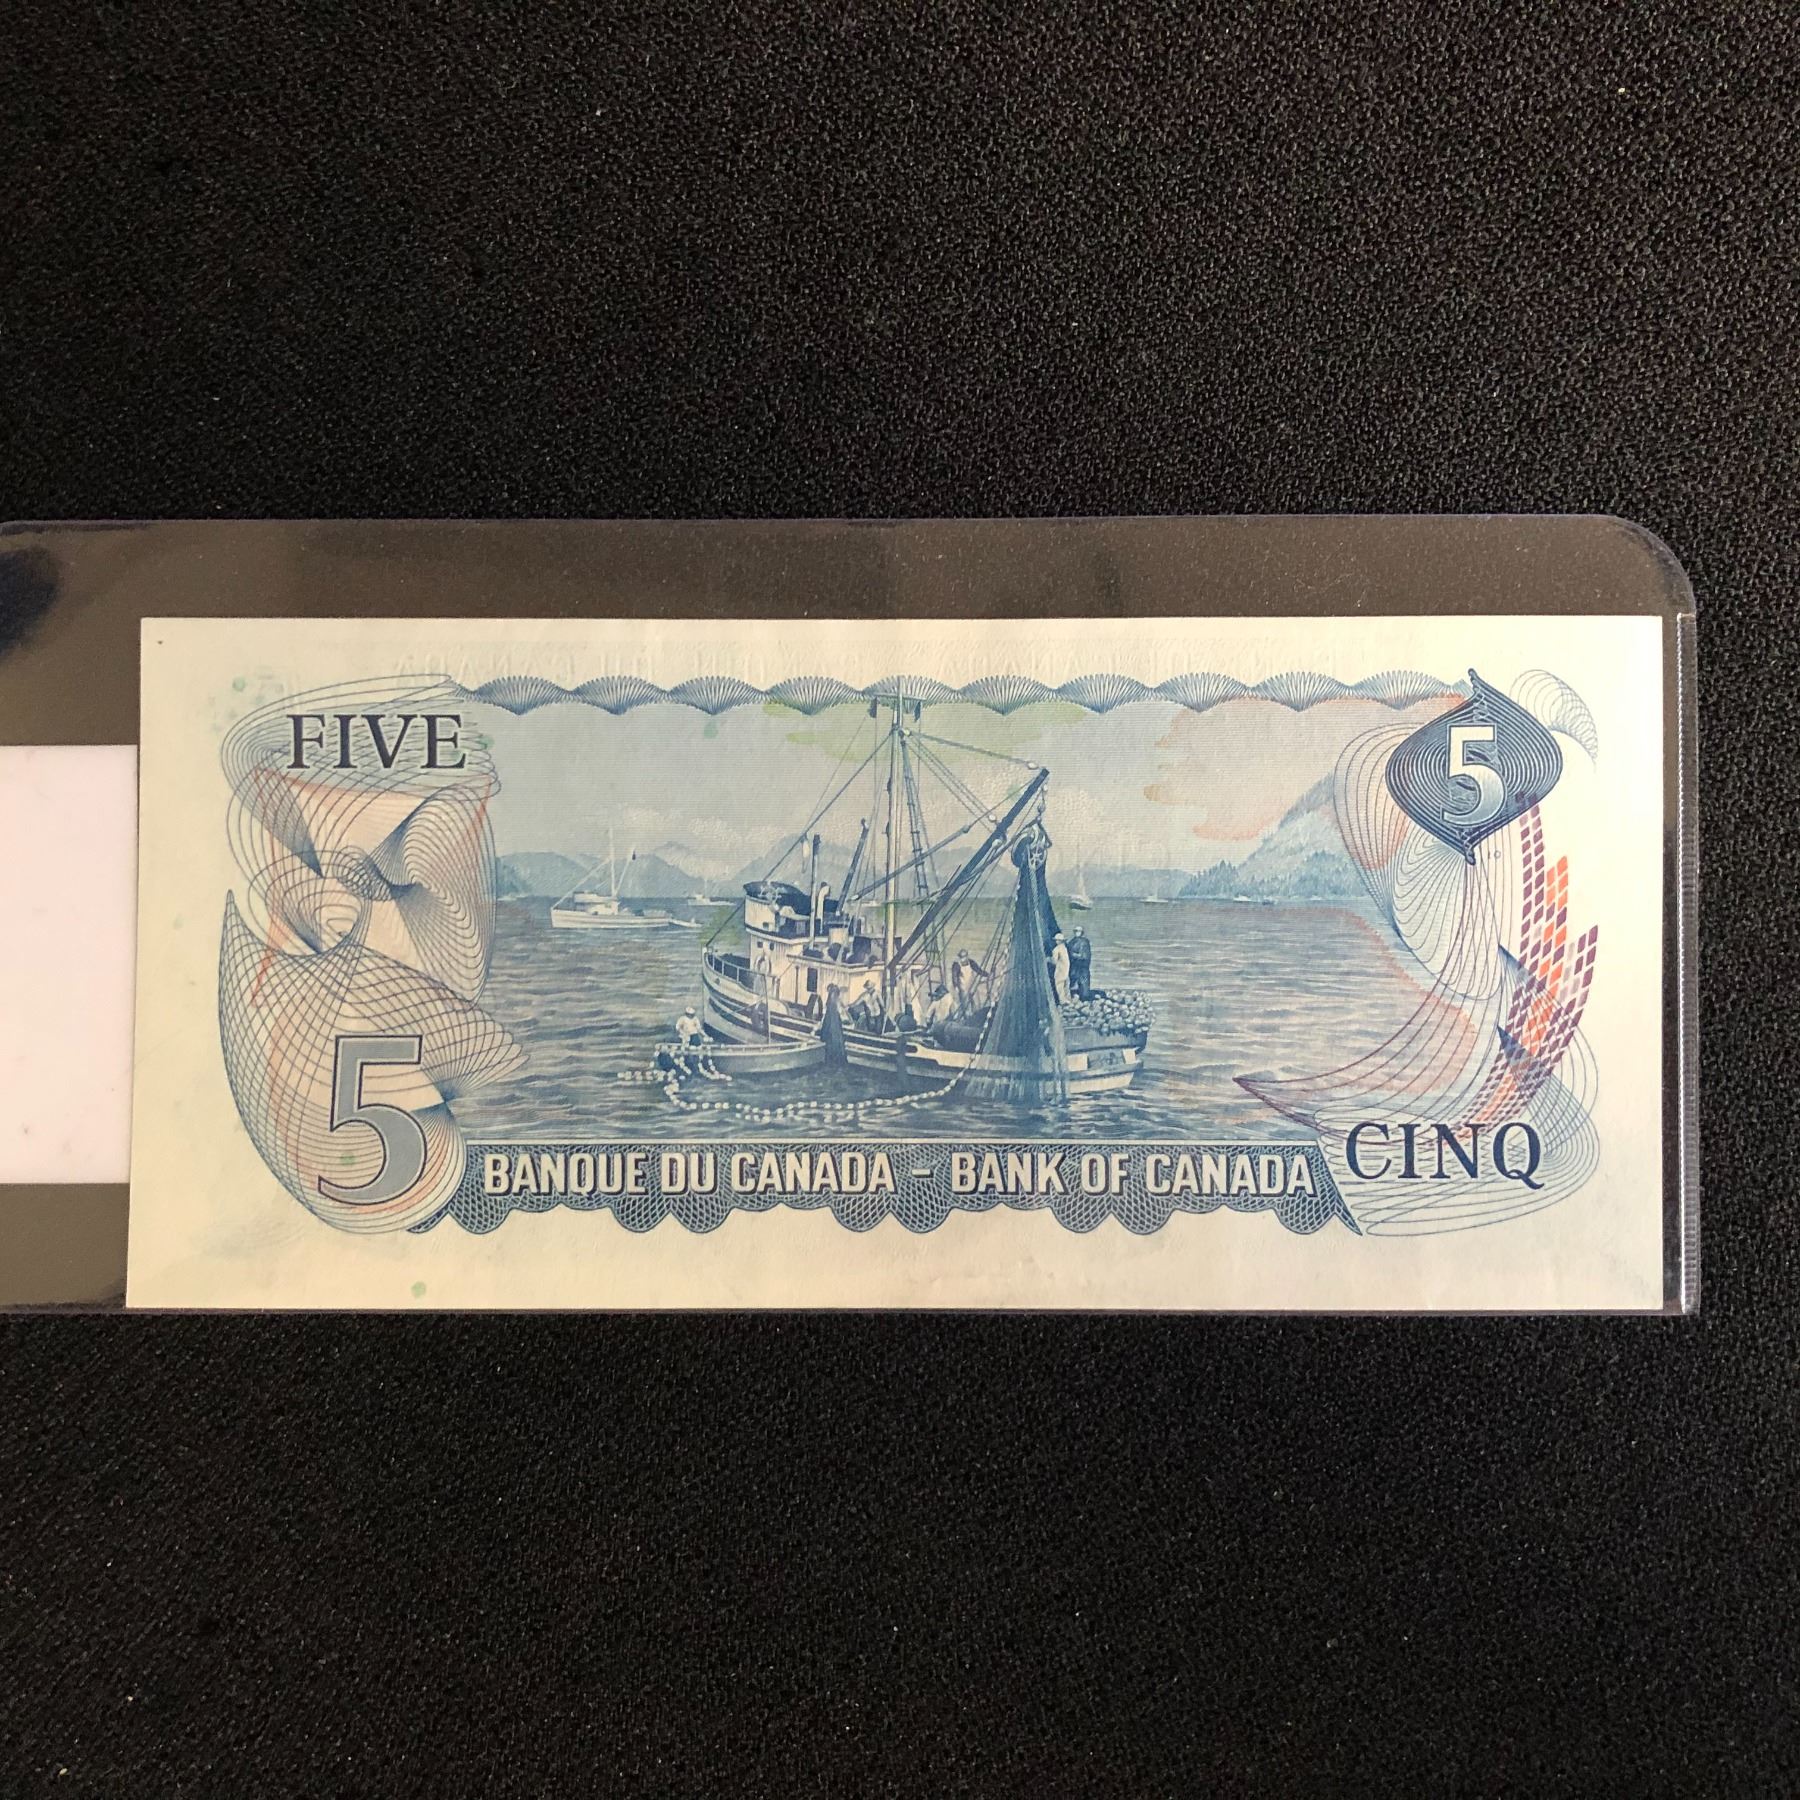 FIVE
5
5
BANQUE DU CANADA – BANK OF CANADA
CINQ